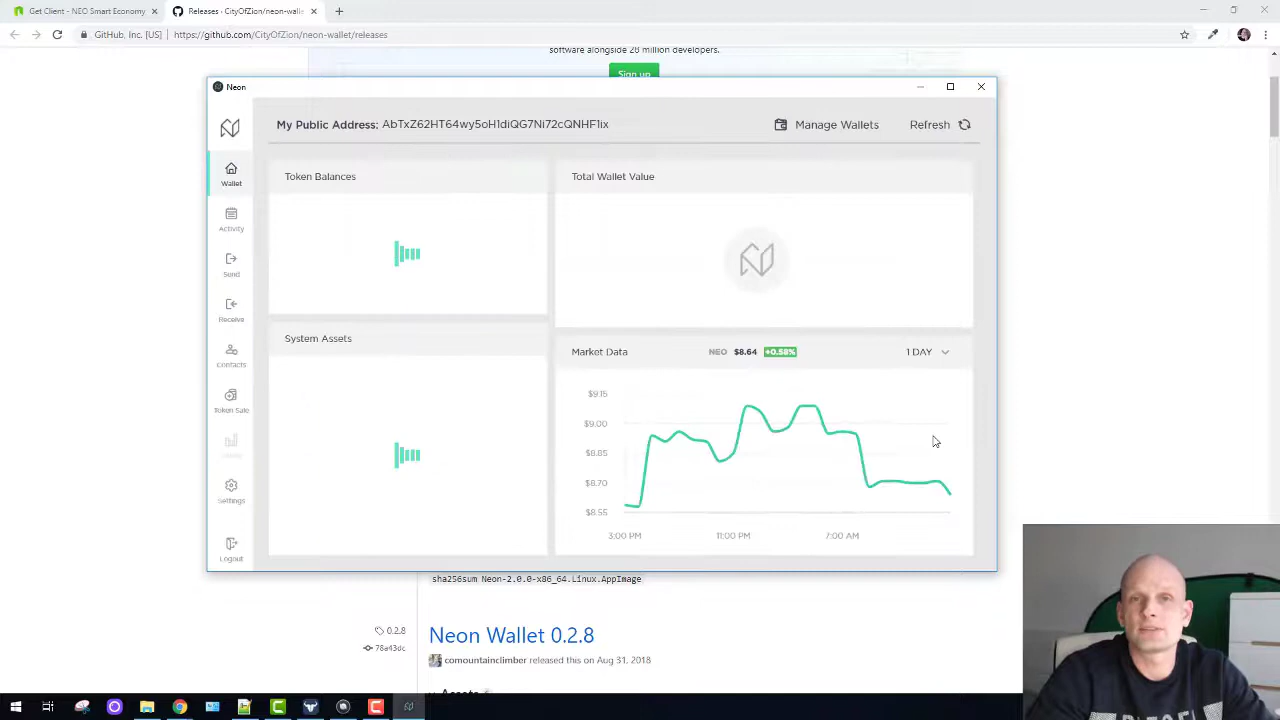 Get Client - NEO Smart Economy
Releases · CityOfZion/neon-walle
GitHub, Inc. [US]
https://github.com/CityOfZion/neon-wallet/releases
software alongside 28 million developers.
Sign up
Neon
My Public Address: AbTxZ62HT64wy5oH1diQG7Ni72cQNHF1ix
Manage Wallets
Refresh
Wallet
Activity
Send
Receive
Contacts
Token Sale
Settings
Logout
Token Balances
Total Wallet Value
System Assets
Market Data
NEO $8.64 +0.58%
1 DAY
$9.15
$9.00
$8.85
$8.70
$8.55
3:00 PM 11:00 PM 7:00 AM
sha256sum Neon-2.0.0-x86_64.Linux.AppImage
0.2.8
78a43dc
Neon Wallet 0.2.8
comountainclimber released this on Aug 31, 2018
Assets